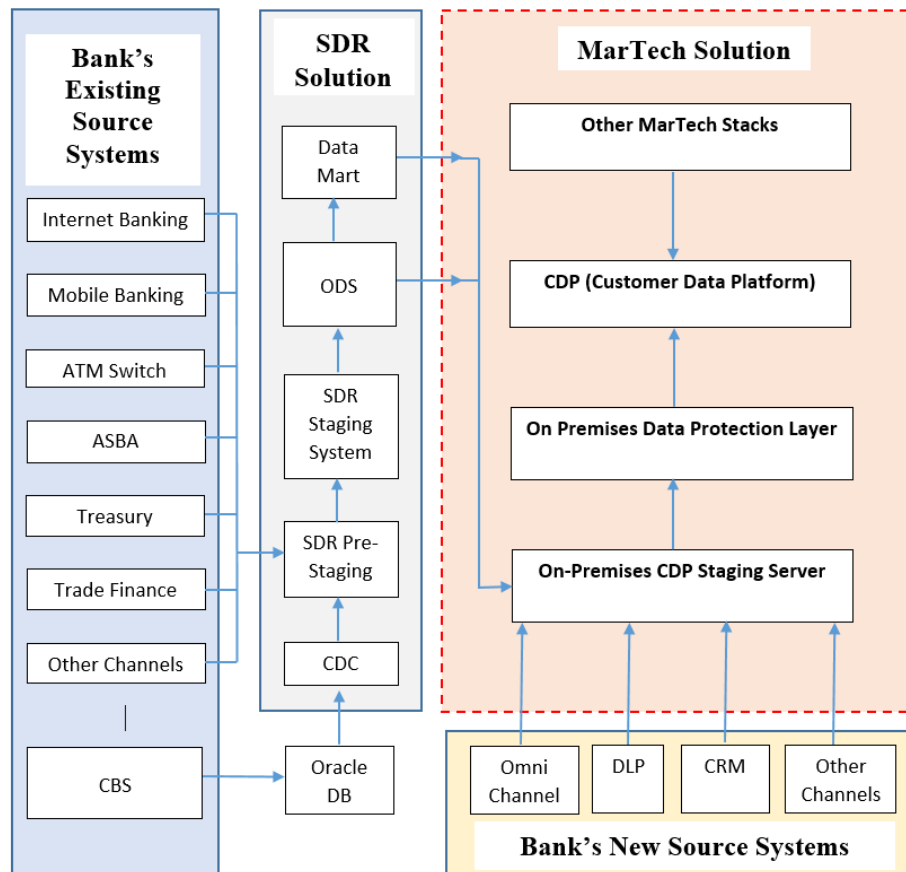 Bank's
Existing
Source
Systems
Internet Banking
Mobile Banking
ATM Switch
ASBA
Treasury
Trade Finance
Other Channels
CBS
SDR
Solution
Data
Mart
ODS
SDR
Staging
System
SDR Pre-
Staging
CDC
Oracle
DB
MarTech Solution
Other MarTech Stacks
CDP (Customer Data Platform)
On Premises Data Protection Layer
On-Premises CDP Staging Server
Omni
Channel
DLP
CRM
Other
Channels
Bank's New Source Systems